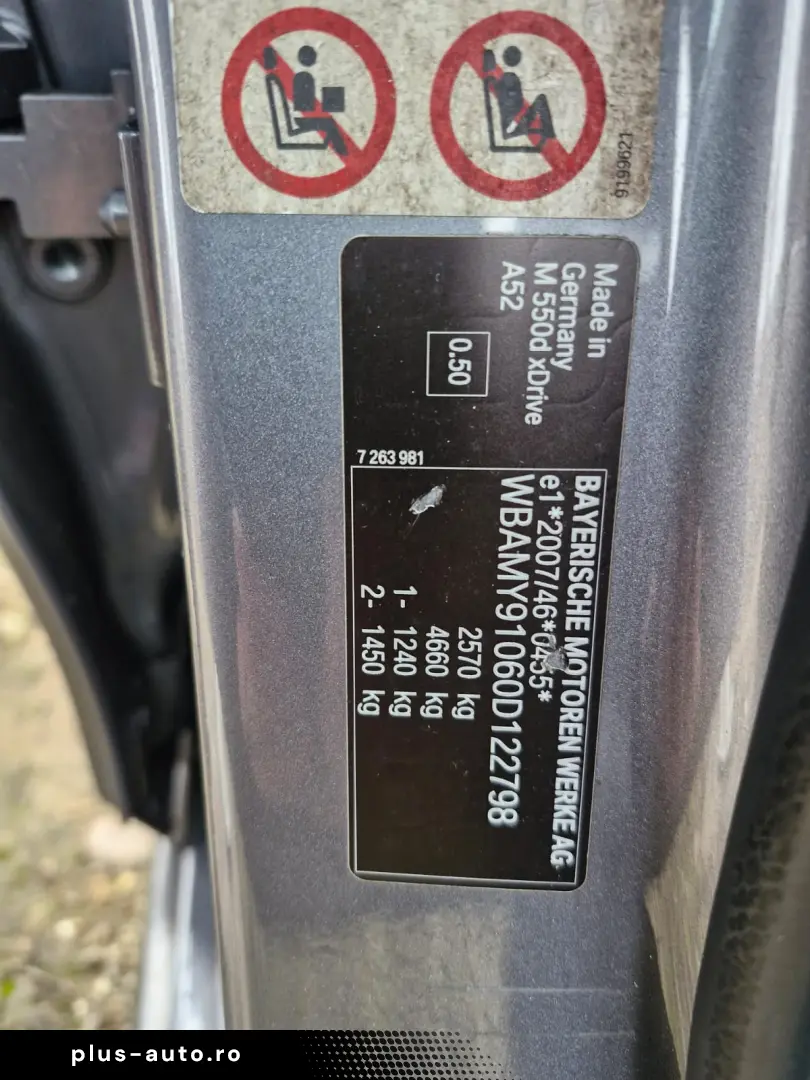 9199621
Made in
Germany
M 550d xDrive
A52
0.50
7 263 981
BAYERISCHE MOTOREN WERKE AG
e1*2007/46*0455*
WBAMY91060D122798
2570 kg
4660 kg
1- 1240 kg
2- 1450 kg
plus-auto.ro